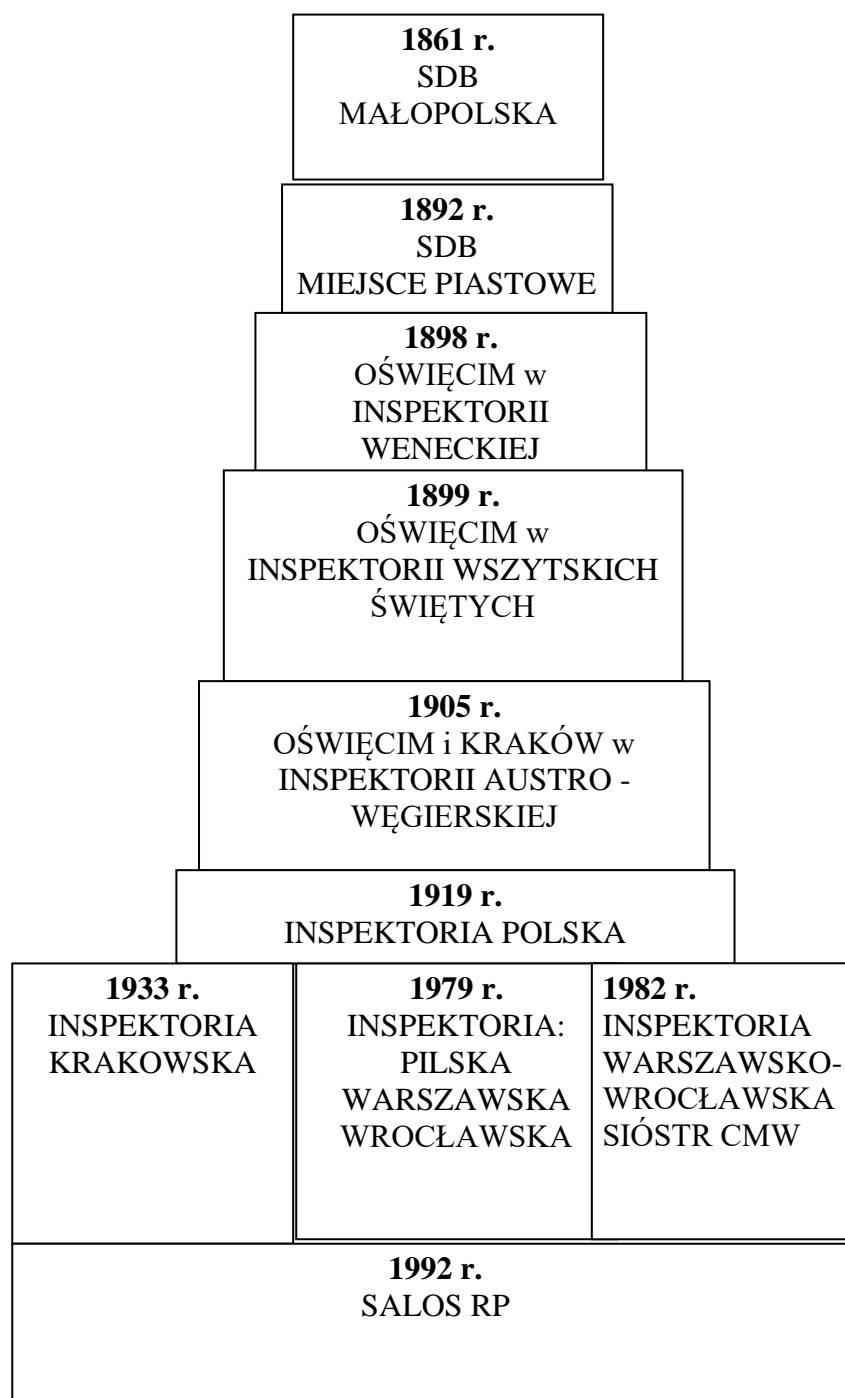 1861 r.
SDB
MAŁOPOLSKA
1892 r.
SDB
MIEJSCE PIASTOWE
1898 r.
OŚWIĘCIM w
INSPEKTORII
WENECKIEJ
1899 r.
OŚWIĘCIM w
INSPEKTORII WSZYTSKICH
ŚWIĘTYCH
1905 r.
OŚWIĘCIM i KRAKÓW w
INSPEKTORII AUSTRO -
WĘGIERSKIEJ
1919 r.
INSPEKTORIA POLSKA
1933 r.
INSPEKTORIA
KRAKOWSKA
1979 r.
INSPEKTORIA:
PILSKA
WARSZAWSKA
WROCŁAWSKA
1982 r.
INSPEKTORIA
WARSZAWSKO-
WROCŁAWSKA
SIÓSTR CMW
1992 r.
SALOS RP